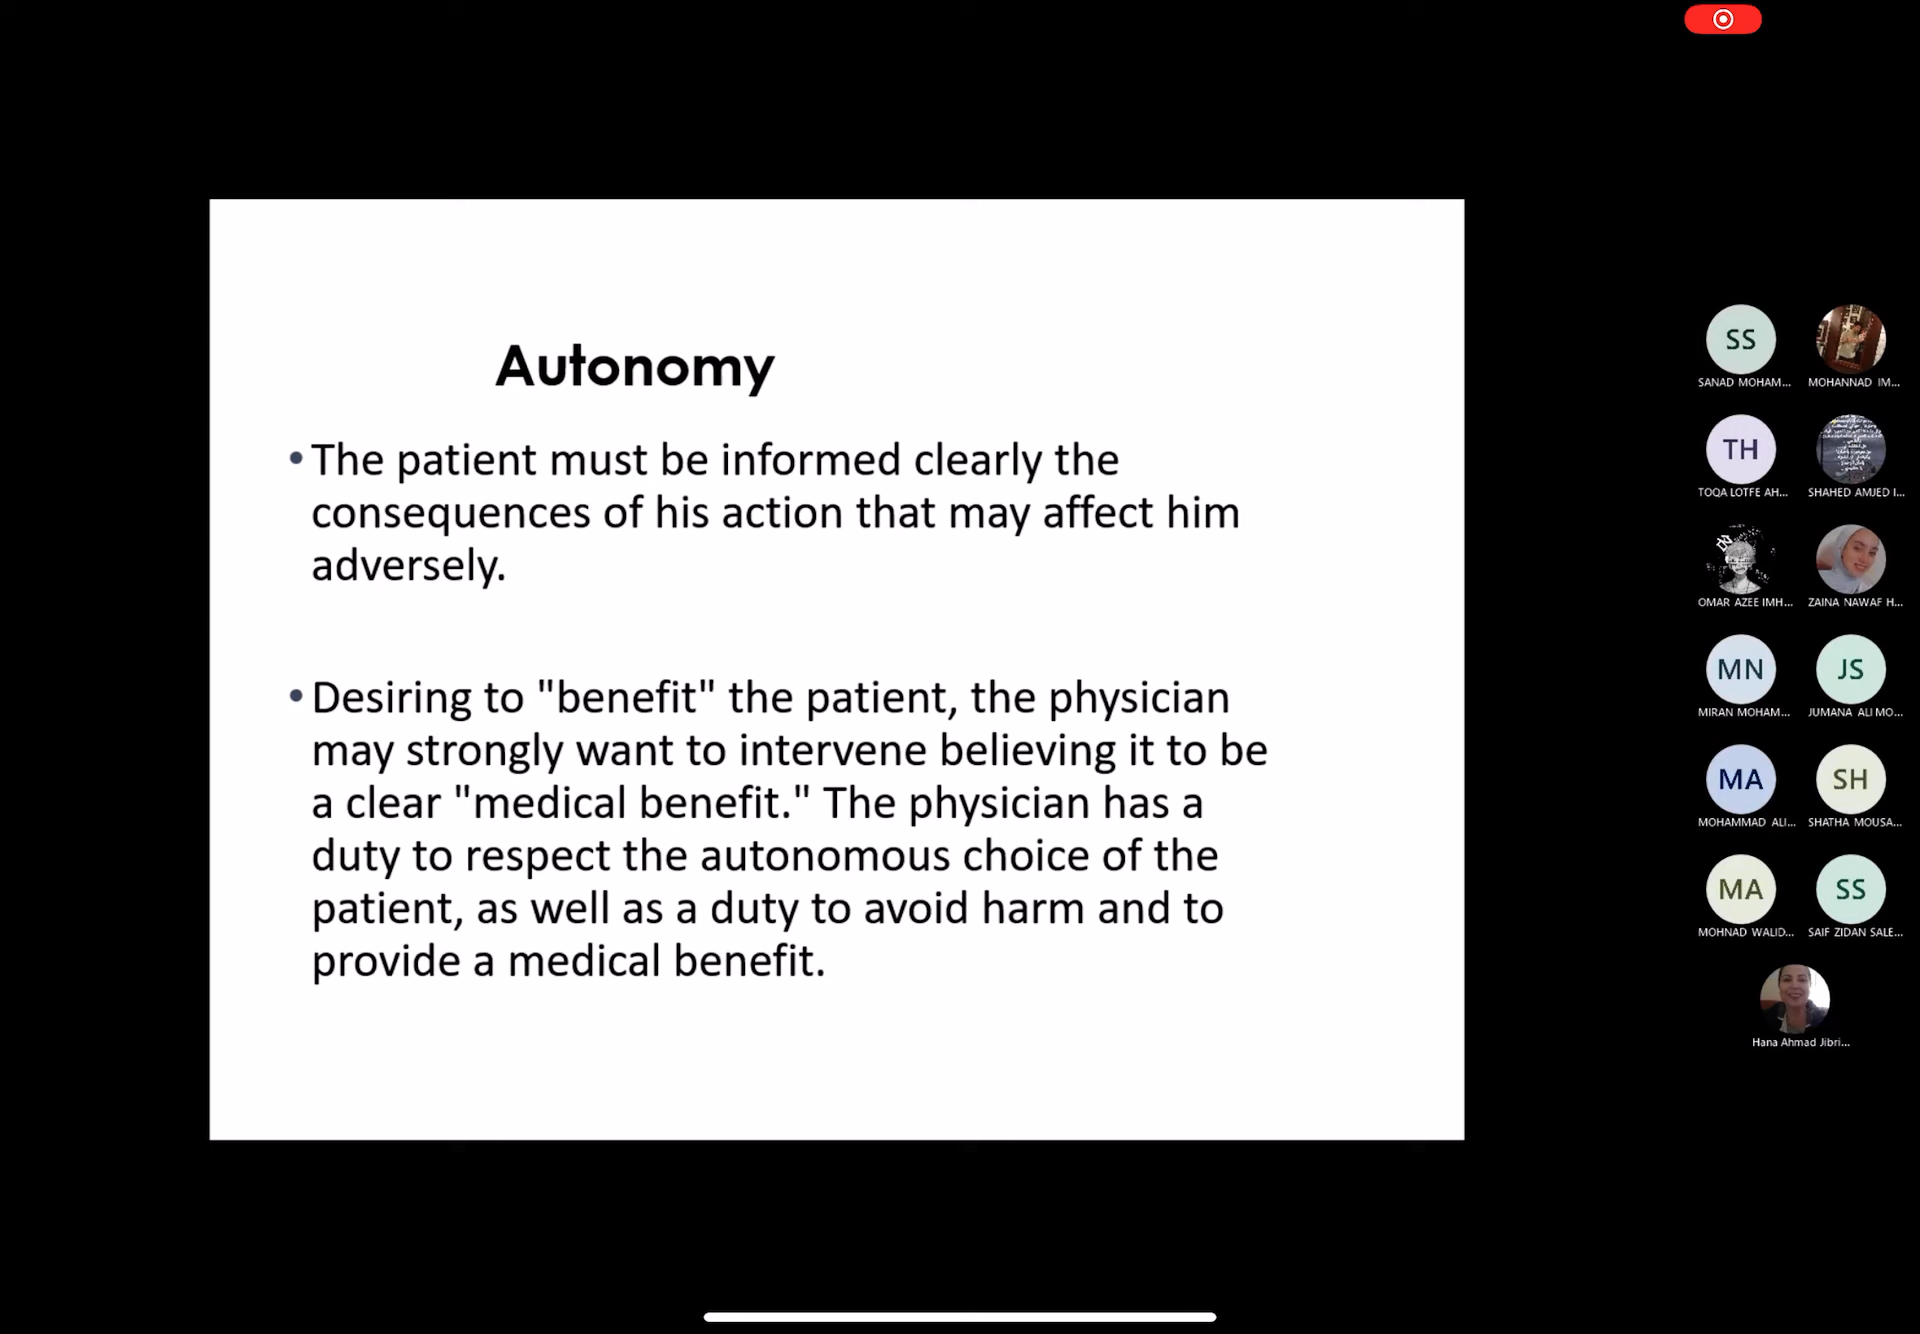 Autonomy
•The patient must be informed clearly the
consequences of his action that may affect him
adversely.
•Desiring to "benefit" the patient, the physician
may strongly want to intervene believing it to be
a clear "medical benefit." The physician has a
duty to respect the autonomous choice of the
patient, as well as a duty to avoid harm and to
provide a medical benefit.
SS
SANAD MOHAM... MOHANNAD IM...
TH
TOQA LOTFE AH... SHAHED AMJED I...
OMAR AZEE IMH... ZAINA NAWAF H...
MN JS
MIRAN MOHAM... JUMANA ALI MO...
MA SH
MOHAMMAD ALI... SHATHA MOUSA...
MA SS
MOHNAD WALID... SAIF ZIDAN SALE...
Hana Ahmad Jibri...